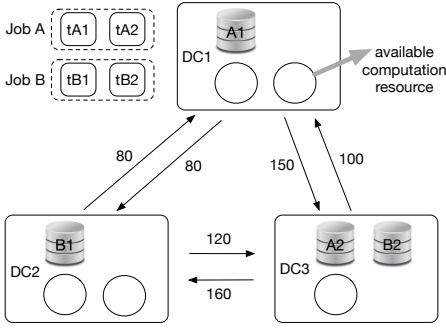 Job A tA1 tA2
Job B tB1 tB2
A1
DC1
available
computation
resource
80
80
150
100
B1
DC2
120
160
A2 B2
DC3